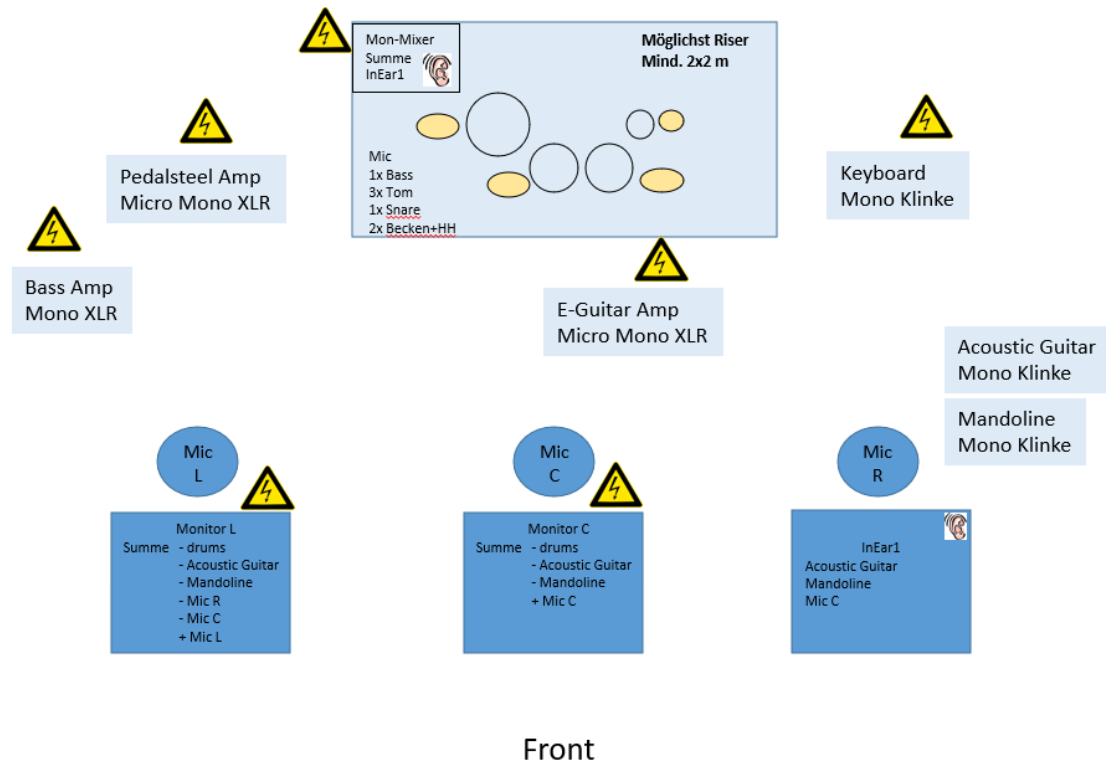 Mon-Mixer
Summe
InEar1
Möglichst Riser
Mind. 2x2 m
Mic
1x Bass
3x Tom
1x Snare
2x Becken+HH
Pedalsteel Amp
Micro Mono XLR
Keyboard
Mono Klinke
Bass Amp
Mono XLR
E-Guitar Amp
Micro Mono XLR
Acoustic Guitar
Mono Klinke
Mandoline
Mono Klinke
Mic
L
Mic
C
Mic
R
Monitor L
Summe - drums
- Acoustic Guitar
- Mandoline
- Mic R
- Mic C
+ Mic L
Monitor C
Summe - drums
- Acoustic Guitar
- Mandoline
+ Mic C
InEar1
Acoustic Guitar
Mandoline
Mic C
Front